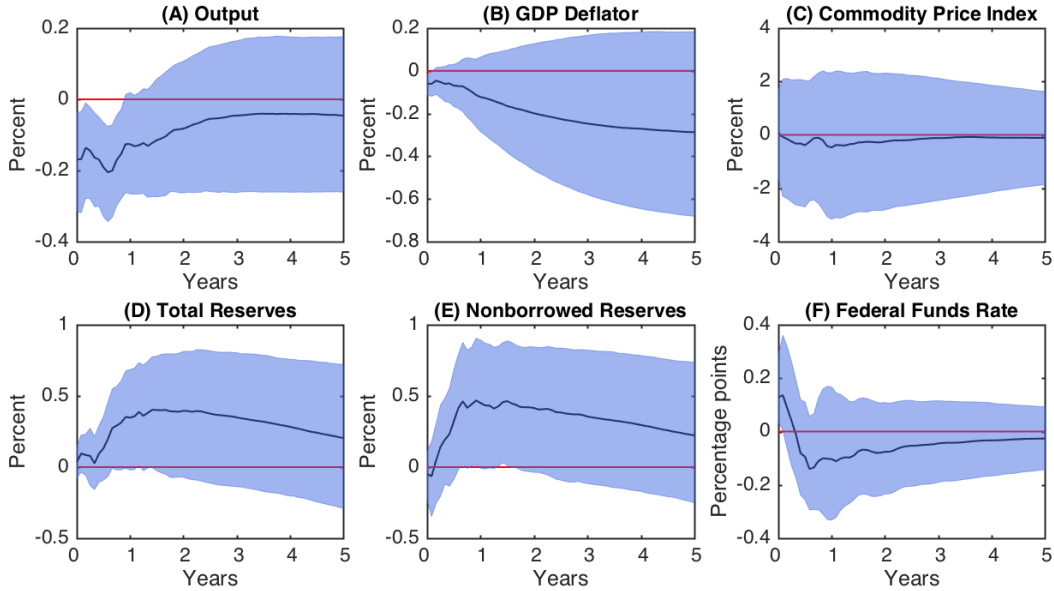 (A) Output
(B) GDP Deflator
(C) Commodity Price Index
0.2
0
-0.2
-0.4
Percent
0 1 2 3 4 5
Years
0.2
0
-0.2
-0.4
-0.6
-0.8
Percent
0 1 2 3 4 5
Years
4
2
0
-2
-4
Percent
0 1 2 3 4 5
Years
(D) Total Reserves
(E) Nonborrowed Reserves
(F) Federal Funds Rate
1
0.5
0
-0.5
Percent
0 1 2 3 4 5
Years
1
0.5
0
-0.5
Percent
0 1 2 3 4 5
Years
0.4
0.2
0
-0.2
-0.4
Percentage points
0 1 2 3 4 5
Years